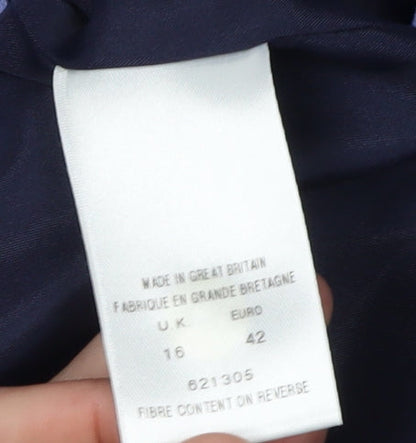 MADE IN GREAT BRITAIN
FABRIQUE EN GRANDE BRETAGNE
U.K. EURO
16 42
621305
FIBRE CONTENT ON REVERSE